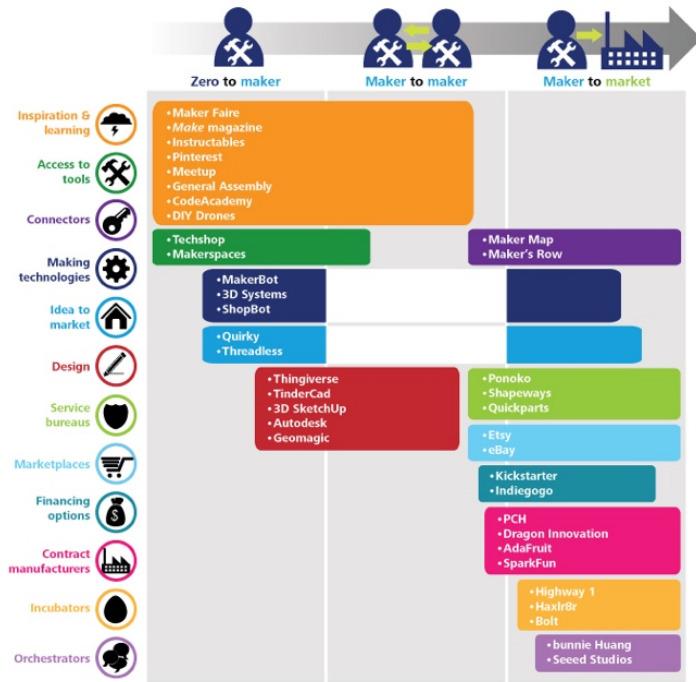 Zero to maker
Maker to maker
Maker to market
Inspiration &
learning
Access to
tools
Connectors
Making
technologies
Idea to
market
Design
Service
bureaus
Marketplaces
Financing
options
Contract
manufacturers
Incubators
Orchestrators
• Maker Faire
• Make magazine
• Instructables
• Pinterest
• Meetup
• General Assembly
• CodeAcademy
• DIY Drones
• Techshop
• Makerspaces
• Maker Map
• Maker's Row
• MakerBot
• 3D Systems
• ShopBot
• Quirky
• Threadless
• Thingiverse
• TinderCad
• 3D SketchUp
• Autodesk
• Geomagic
• Ponoko
• Shapeways
• Quickparts
• Etsy
• eBay
• Kickstarter
• Indiegogo
• PCH
• Dragon Innovation
• AdaFruit
• SparkFun
• Highway 1
• Haxlr8r
• Bolt
• bunnie Huang
• Seeed Studios
$